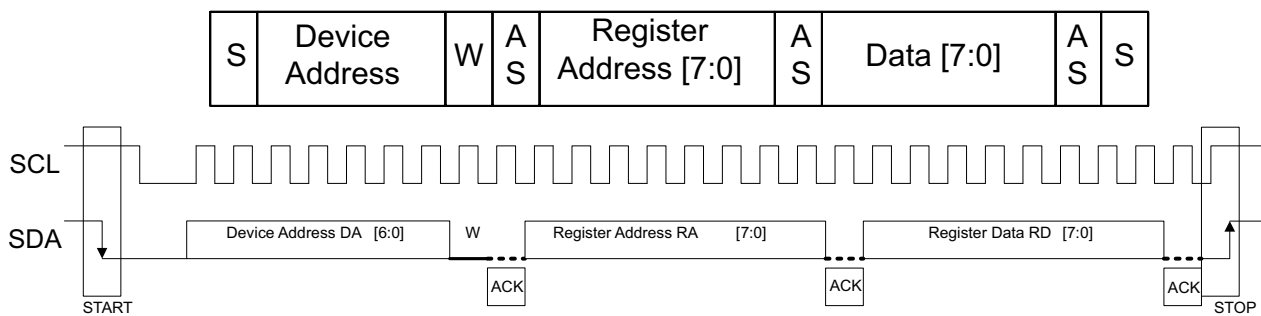 S
Device
Address
W
A
S
Register
Address [7:0]
A
S
Data [7:0]
A
S
S
SCL
SDA
Device Address DA [6:0]
W
Register Address RA [7:0]
Register Data RD [7:0]
ACK
ACK
ACK
START
STOP